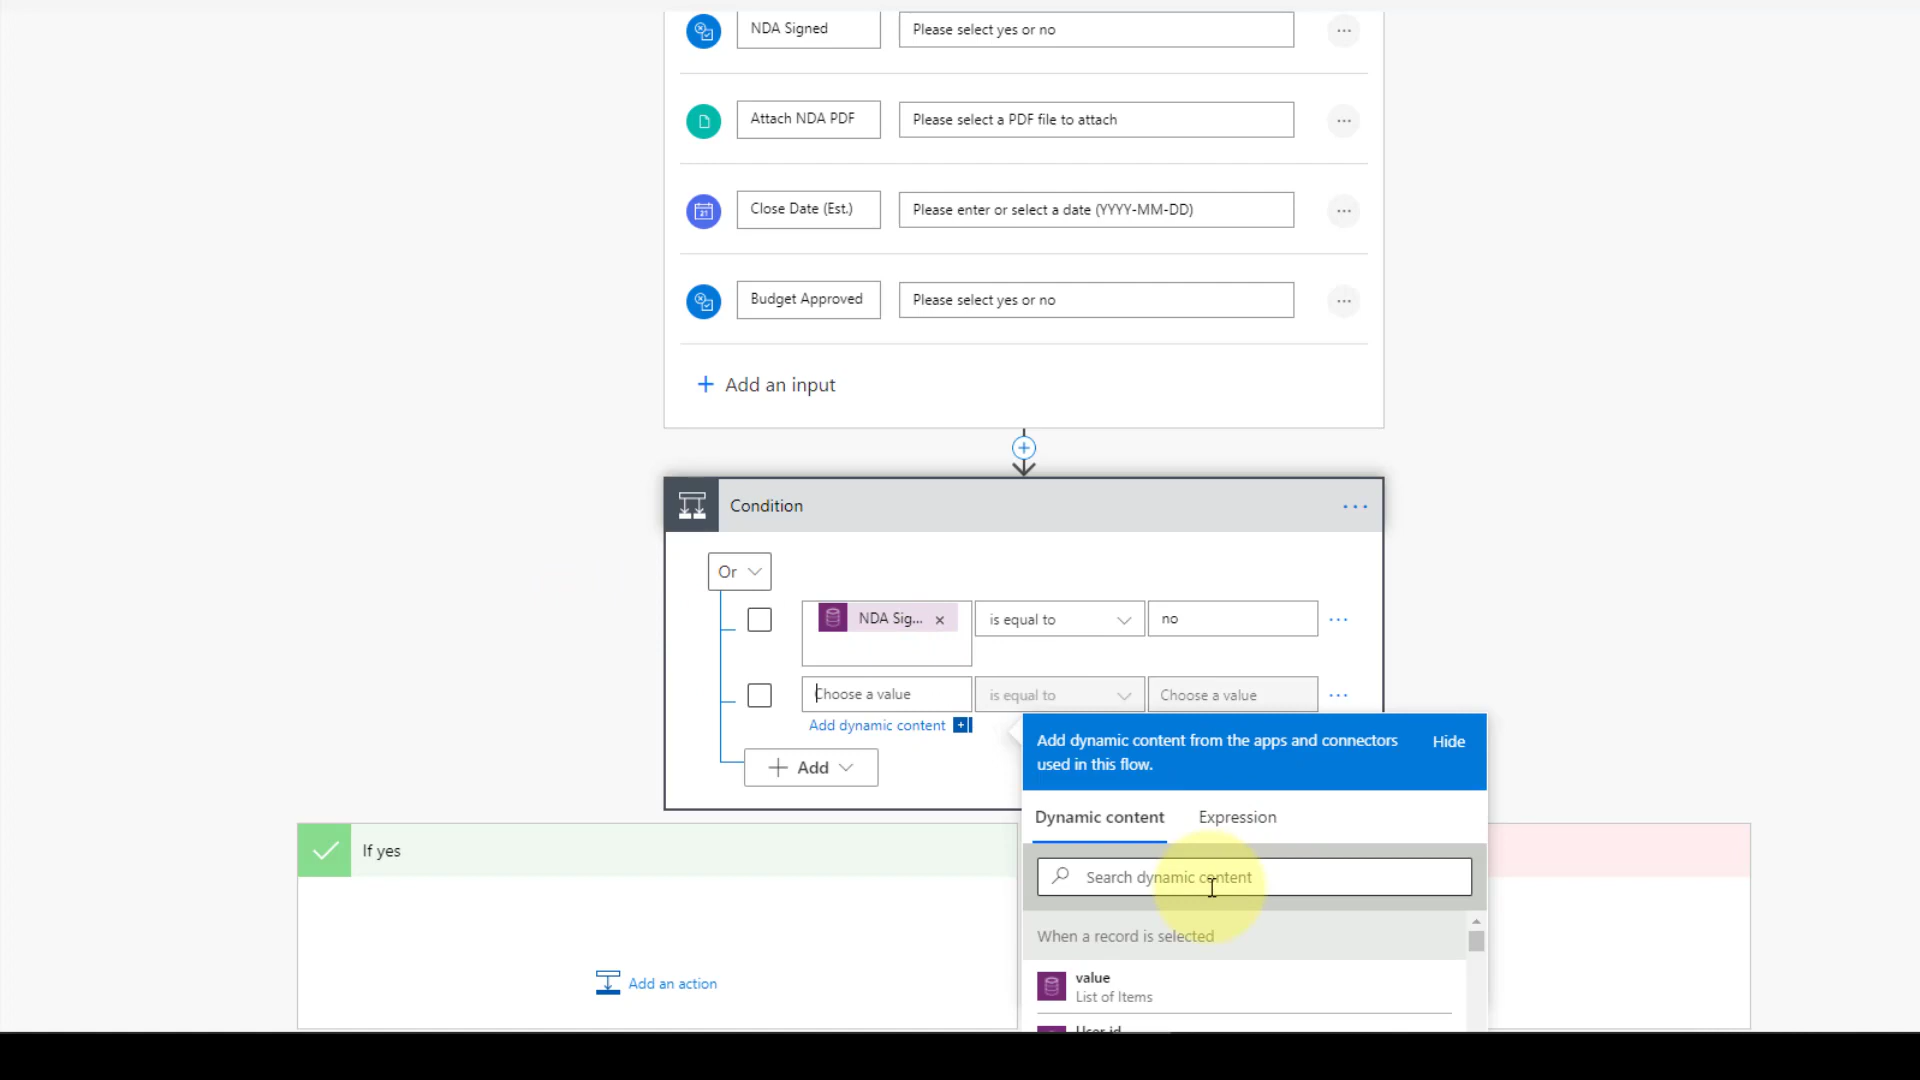 NDA Signed
Please select yes or no
...
Attach NDA PDF
Please select a PDF file to attach
...
Close Date (Est.)
Please enter or select a date (YYYY-MM-DD)
...
21
Budget Approved
Please select yes or no
...
+ Add an input
Condition
...
Or
NDA Sig... ×
is equal to
no
...
Choose a value
is equal to
Choose a value
...
Add dynamic content
+ Add
Add dynamic content from the apps and connectors
used in this flow.
Hide
Dynamic content
Expression
Search dynamic content
When a record is selected
value
List of Items
User id
If yes
Add an action